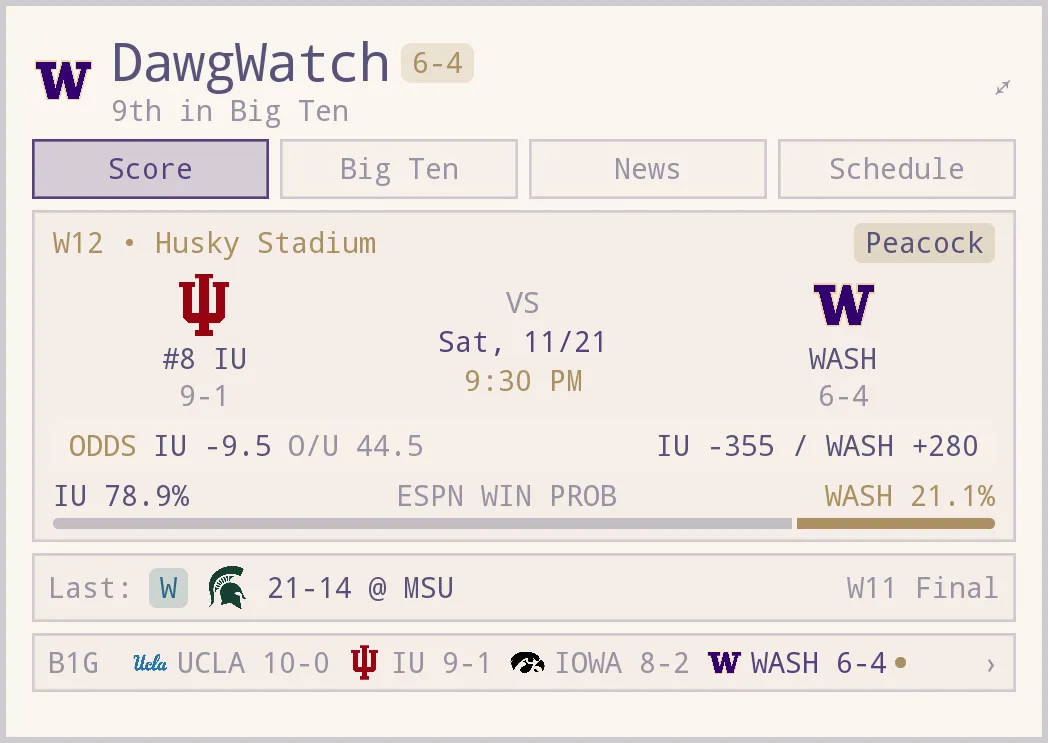 W DawgWatch 6-4
9th in Big Ten
Score Big Ten News Schedule
W12 • Husky Stadium Peacock
VS
Sat, 11/21
9:30 PM
#8 IU
9-1
W
WASH
6-4
ODDS IU -9.5 O/U 44.5 IU -355 / WASH +280
IU 78.9% ESPN WIN PROB WASH 21.1%
Last: W 21-14 @ MSU W11 Final
B1G Ucla UCLA 10-0 IU 9-1 IOWA 8-2 W WASH 6-4 • ›